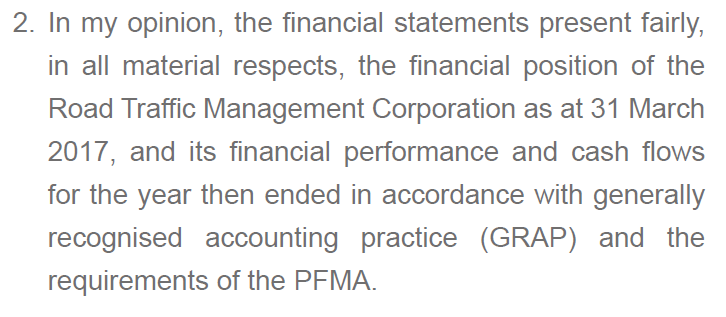 2. In my opinion, the financial statements present fairly,
in all material respects, the financial position of the
Road Traffic Management Corporation as at 31 March
2017, and its financial performance and cash flows
for the year then ended in accordance with generally
recognised accounting practice (GRAP) and the
requirements of the PFMA.